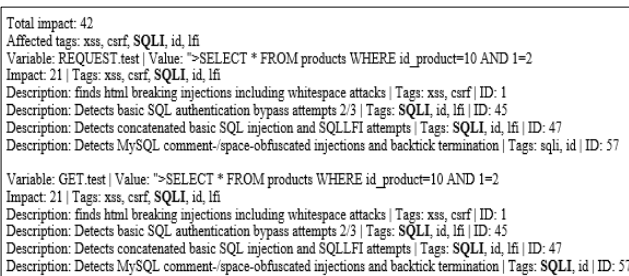 Total impact: 42
Affected tags: xss, csrf, SQLI, id, lfi
Variable: REQUEST.test | Value: ">SELECT * FROM products WHERE id_product=10 AND 1=2
Impact: 21 | Tags: xss, csrf, SQLI, id, lfi
Description: finds html breaking injections including whitespace attacks | Tags: xss, csrf | ID: 1
Description: Detects basic SQL authentication bypass attempts 2/3 | Tags: SQLI, id, lfi | ID: 45
Description: Detects concatenated basic SQL injection and SQLLFI attempts | Tags: SQLI, id, lfi | ID: 47
Description: Detects MySQL comment-/space-obfuscated injections and backtick termination | Tags: sqli, id | ID: 57
Variable: GET.test | Value: ">SELECT * FROM products WHERE id_product=10 AND 1=2
Impact: 21 | Tags: xss, csrf, SQLI, id, lfi
Description: finds html breaking injections including whitespace attacks | Tags: xss, csrf | ID: 1
Description: Detects basic SQL authentication bypass attempts 2/3 | Tags: SQLI, id, lfi | ID: 45
Description: Detects concatenated basic SQL injection and SQLLFI attempts | Tags: SQLI, id, lfi | ID: 47
Description: Detects MySQL comment-/space-obfuscated injections and backtick termination | Tags: SQLI, id | ID: 57